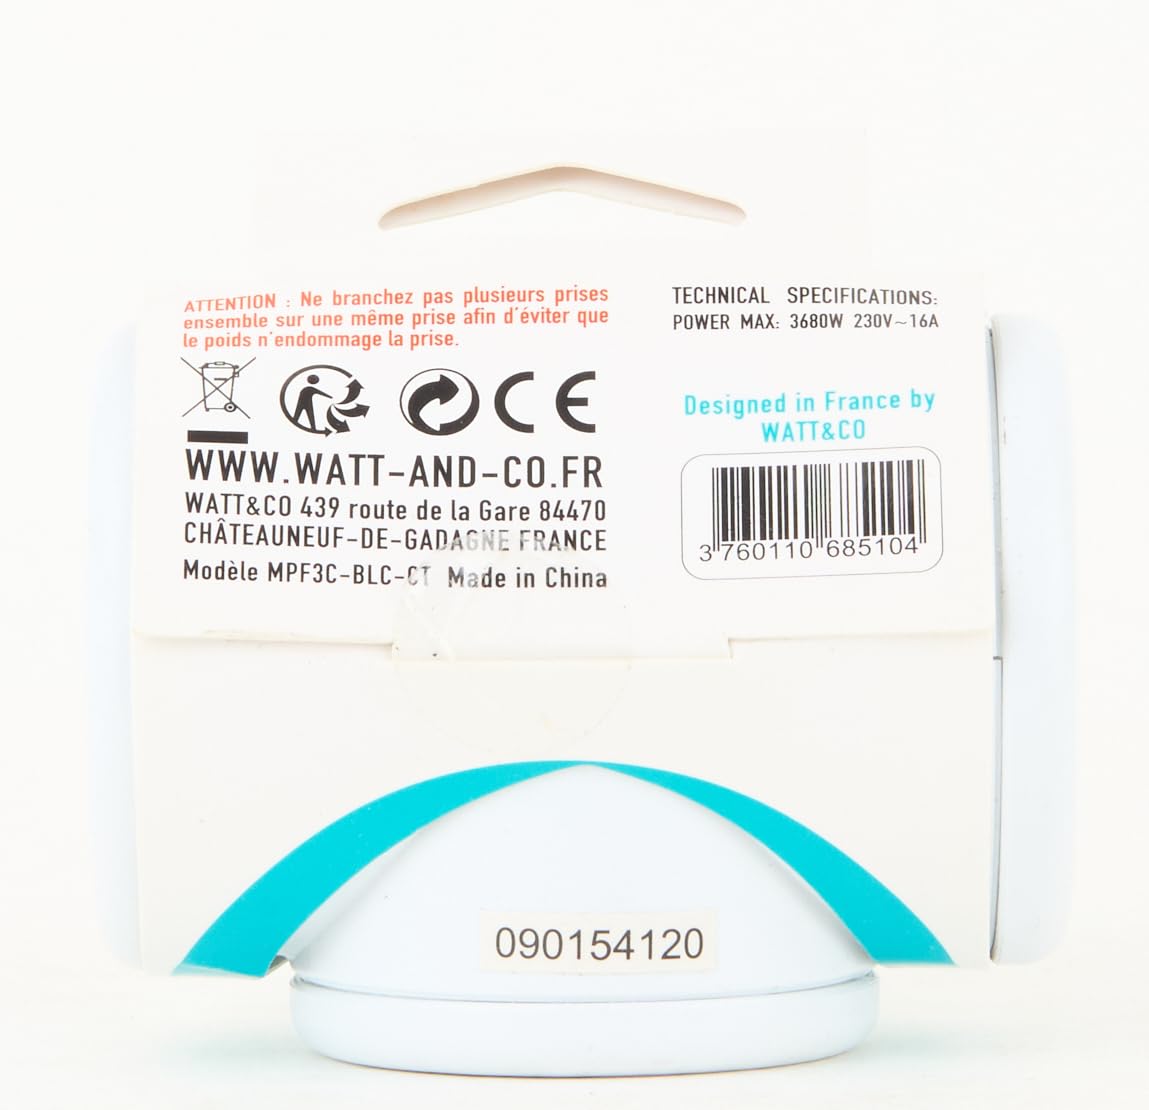 ATTENTION : Ne branchez pas plusieurs prises
ensemble sur une même prise afin d'éviter que
le poids n'endommage la prise.
CE
WWW.WATT-AND-CO.FR
WATT&CO 439 route de la Gare 84470
CHÂTEAUNEUF-DE-GADAGNE FRANCE
Modèle MPF3C-BLC-CT Made in China
TECHNICAL SPECIFICATIONS:
POWER MAX: 3680W 230V~16A
Designed in France by
WATT&CO
3 760110 685104
090154120